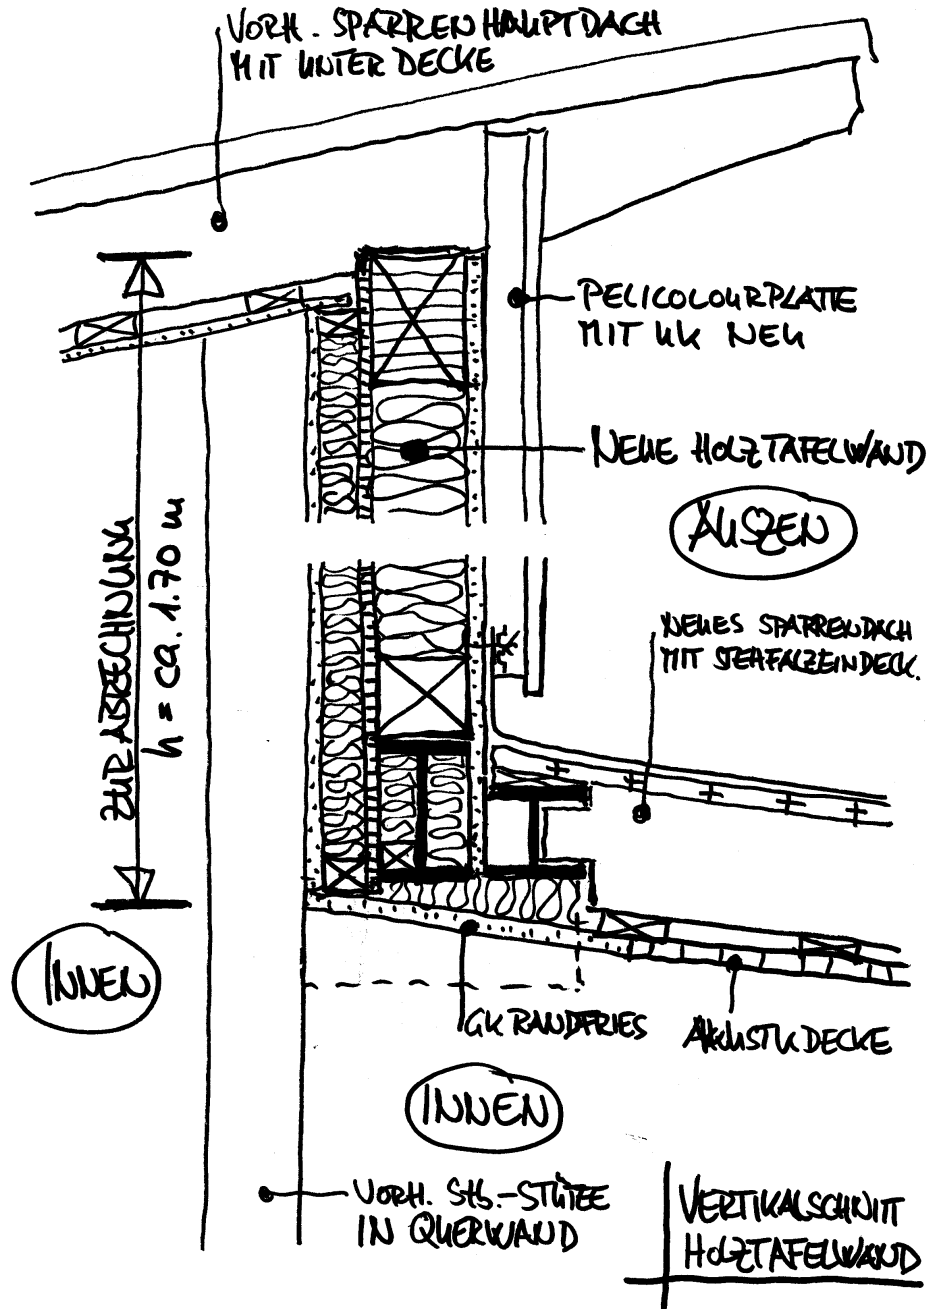 VORH. SPARREN HAUPTDACH
MIT UNTER DECKE
PELICOLOURPLATTE
MIT UK NEU
NEUE HOLZTAFELWAND
AUSZEN
ZUR ABRECHNUNG
h = ca. 1.70 m
NEUES SPARRENDACH
MIT STEHFALZEINDECK.
INNEN
GK RANDFRIES
AKUSTIKDECKE
INNEN
VORH. Stb.-STÜTZE
IN QUERWAND
VERTIKALSCHNITT
HOLZTAFELWAND